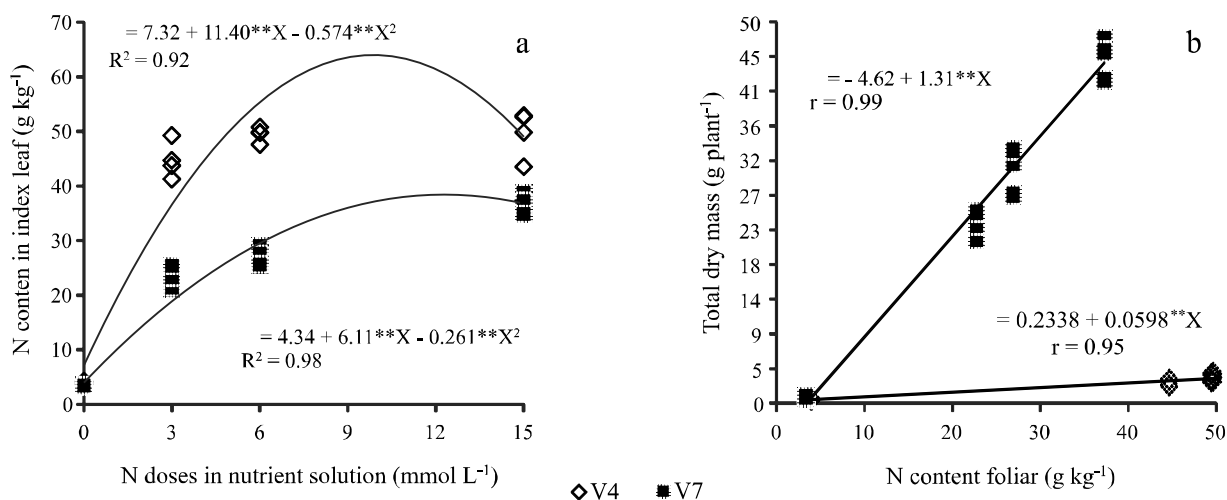 a
= 7.32 + 11.40**X - 0.574**X²
R² = 0.92
N conten in index leaf (g kg⁻¹)
70
60
50
40
30
20
10
0
= 4.34 + 6.11**X - 0.261**X²
R² = 0.98
0 3 6 9 12 15
N doses in nutrient solution (mmol L⁻¹)
b
= - 4.62 + 1.31**X
r = 0.99
Total dry mass (g plant⁻¹)
50
41
36
32
27
23
18
14
9
5
0
= 0.2338 + 0.0598**X
r = 0.95
0 10 20 30 40 50
N content foliar (g kg⁻¹)
V4 V7